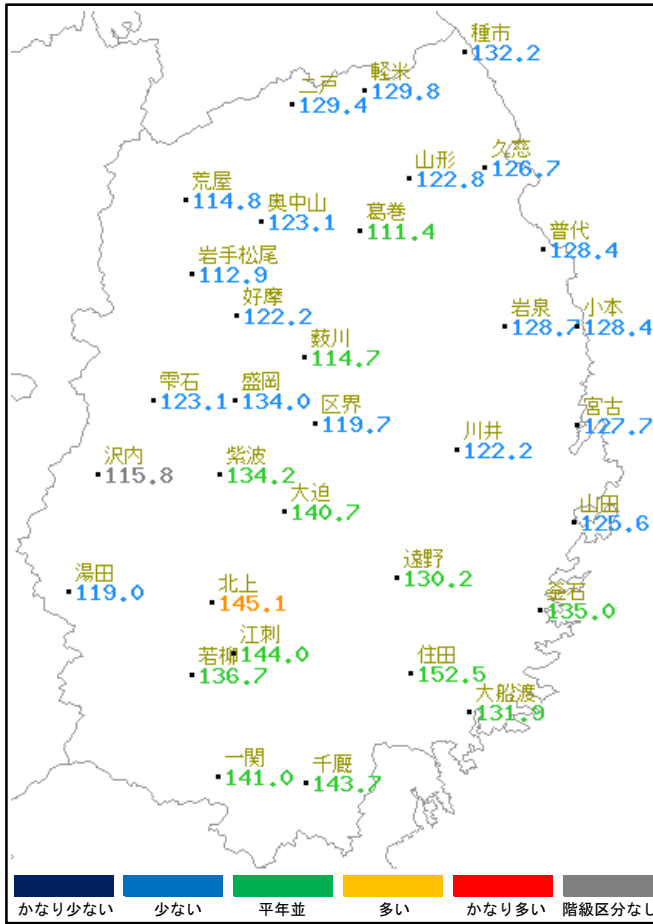 種市
132.2
軽米
129.8
二戸
129.4
久慈
126.7
山形
122.8
荒屋
114.8
奥中山
123.1
葛巻
111.4
普代
128.4
岩手松尾
112.9
好摩
122.2
岩泉
128.7
小本
128.4
薮川
114.7
雫石
123.1
盛岡
134.0
区界
119.7
宮古
127.7
川井
122.2
沢内
115.8
紫波
134.2
大迫
140.7
山田
125.6
湯田
119.0
北上
145.1
遠野
130.2
釜石
135.0
江刺
144.0
若柳
136.7
住田
152.5
大船渡
131.9
一関
141.0
千厩
143.7
かなり少ない
少ない
平年並
多い
かなり多い
階級区分なし